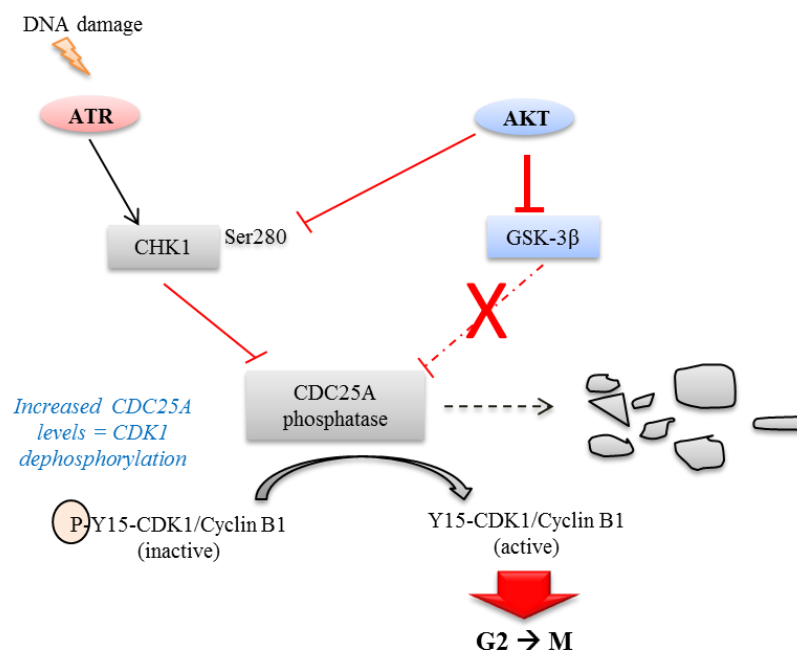 DNA damage
ATR
AKT
CHK1
Ser280
GSK-3β
X
CDC25A
phosphatase
Increased CDC25A
levels = CDK1
dephosphorylation
P-Y15-CDK1/Cyclin B1
(inactive)
Y15-CDK1/Cyclin B1
(active)
G2 → M